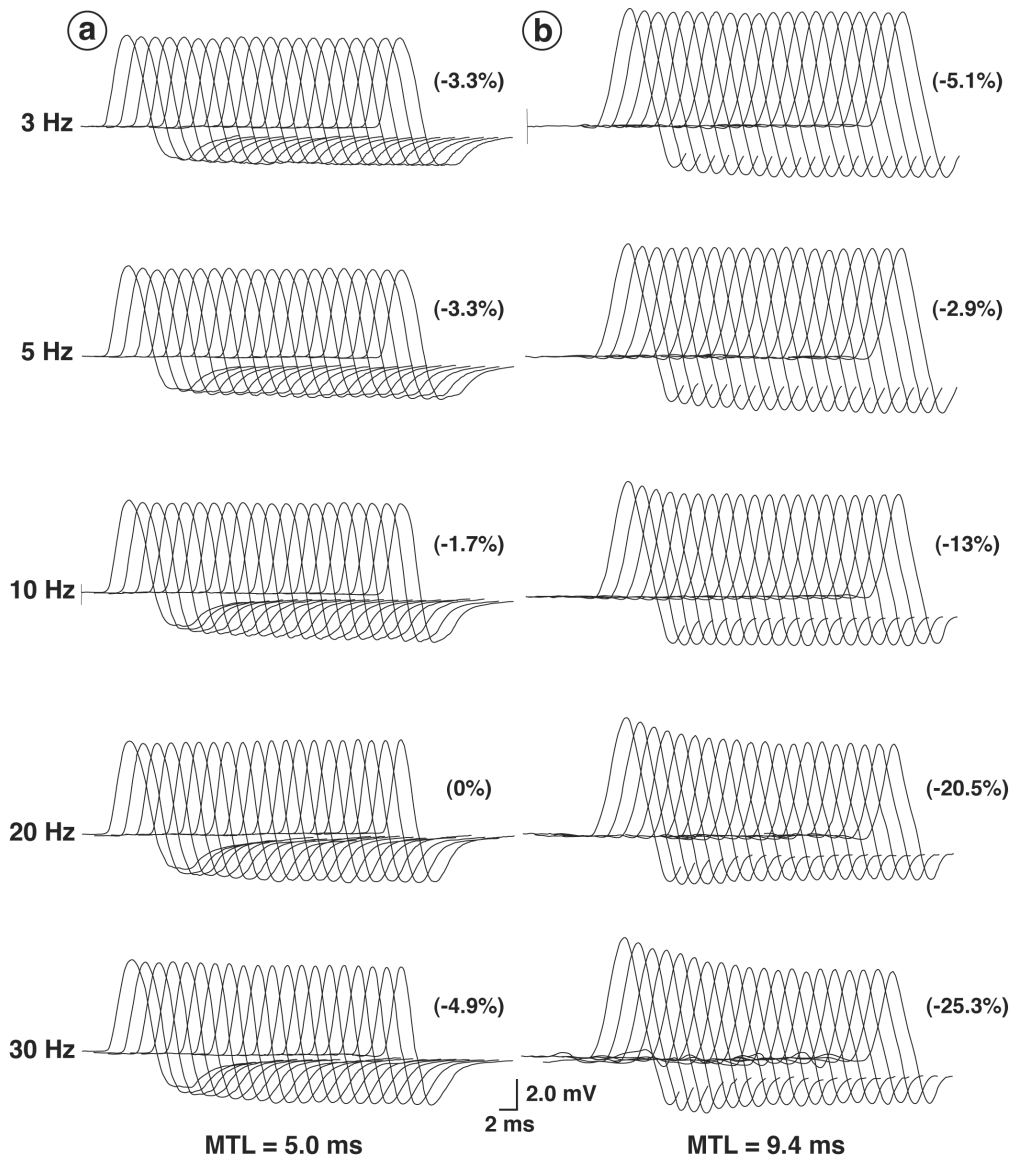 a b
3 Hz (-3.3%) (-5.1%)
5 Hz (-3.3%) (-2.9%)
10 Hz (-1.7%) (-13%)
20 Hz (0%) (-20.5%)
30 Hz (-4.9%) (-25.3%)
2.0 mV
2 ms
MTL = 5.0 ms MTL = 9.4 ms